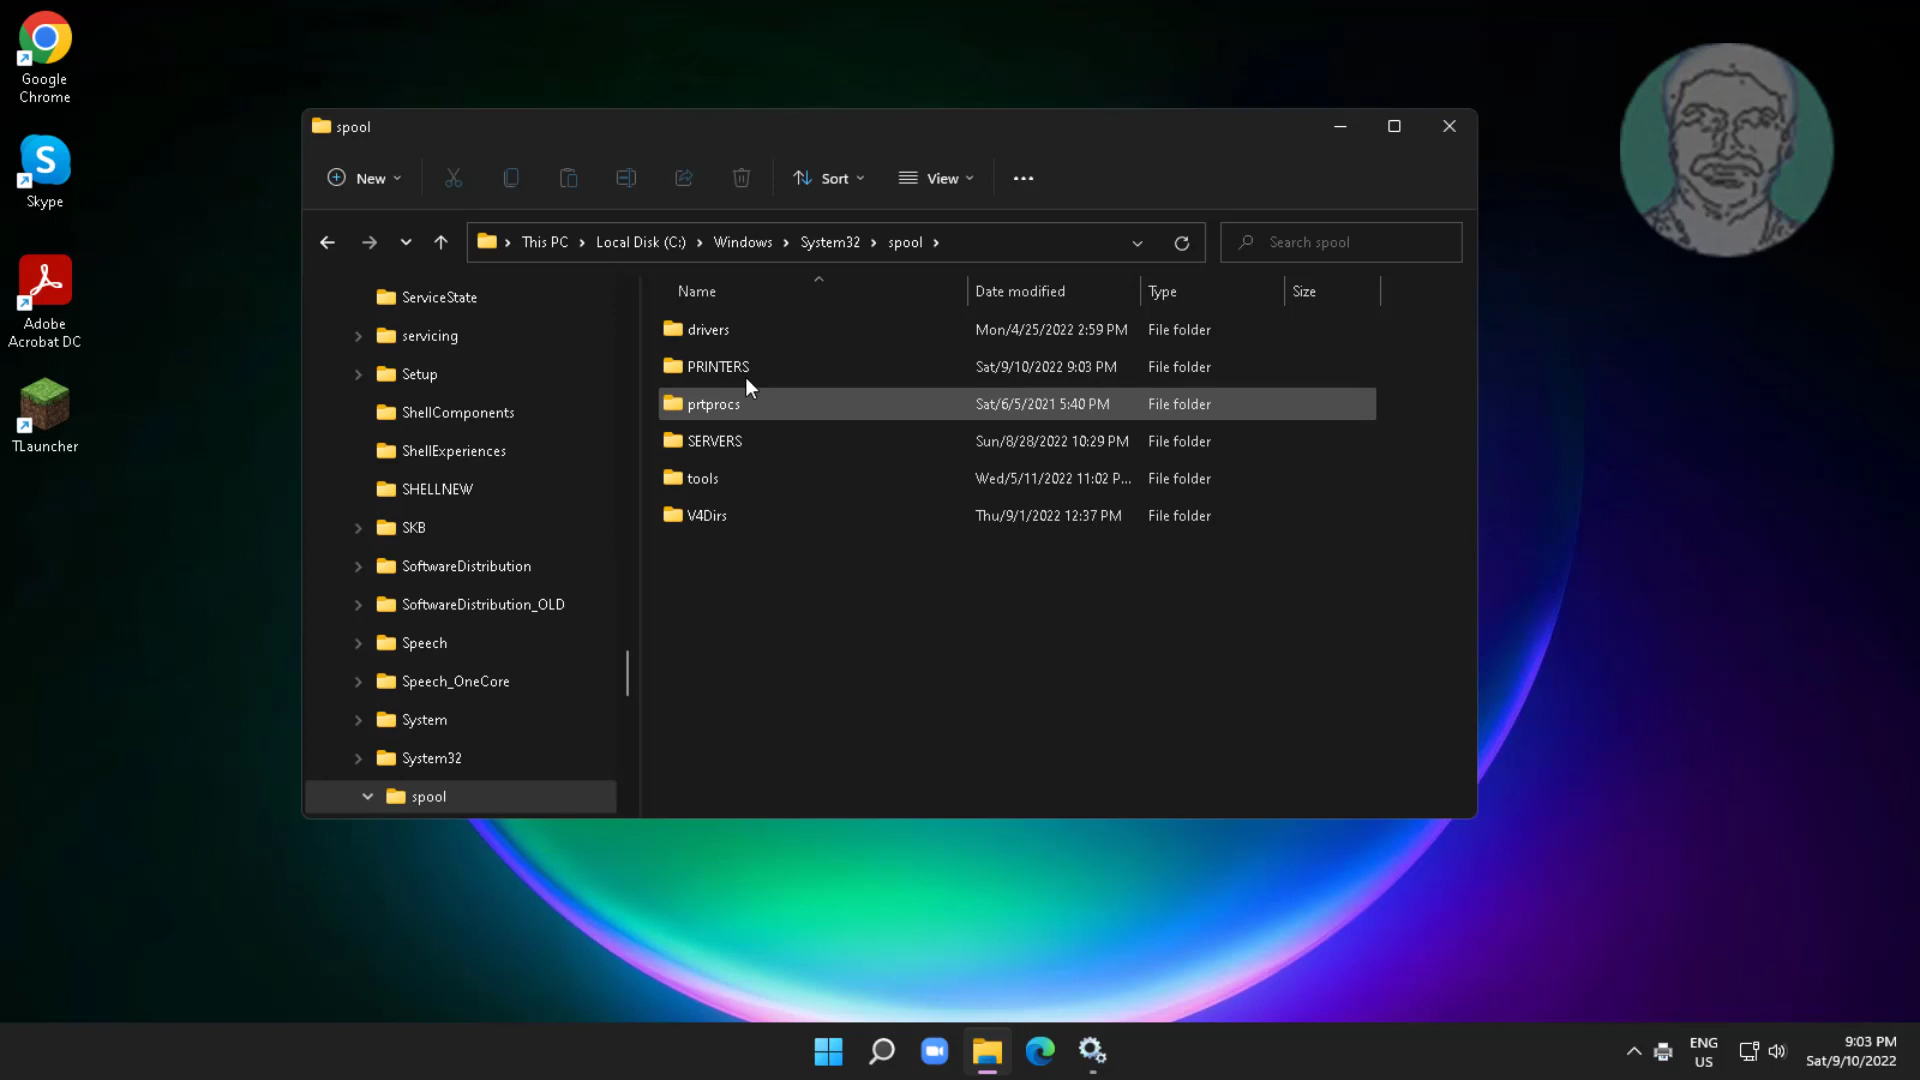 Google
Chrome
Skype
Adobe
Acrobat DC
TLauncher
spool
New
Sort
View
This PC
Local Disk (C:)
Windows
System32
spool
Search spool
ServiceState
servicing
Setup
ShellComponents
ShellExperiences
SHELLNEW
SKB
SoftwareDistribution
SoftwareDistribution_OLD
Speech
Speech_OneCore
System
System32
spool
Name Date modified Type Size
drivers Mon/4/25/2022 2:59 PM File folder
PRINTERS Sat/9/10/2022 9:03 PM File folder
prtprocs Sat/6/5/2021 5:40 PM File folder
SERVERS Sun/8/28/2022 10:29 PM File folder
tools Wed/5/11/2022 11:02 P... File folder
V4Dirs Thu/9/1/2022 12:37 PM File folder
ENG
US
9:03 PM
Sat/9/10/2022